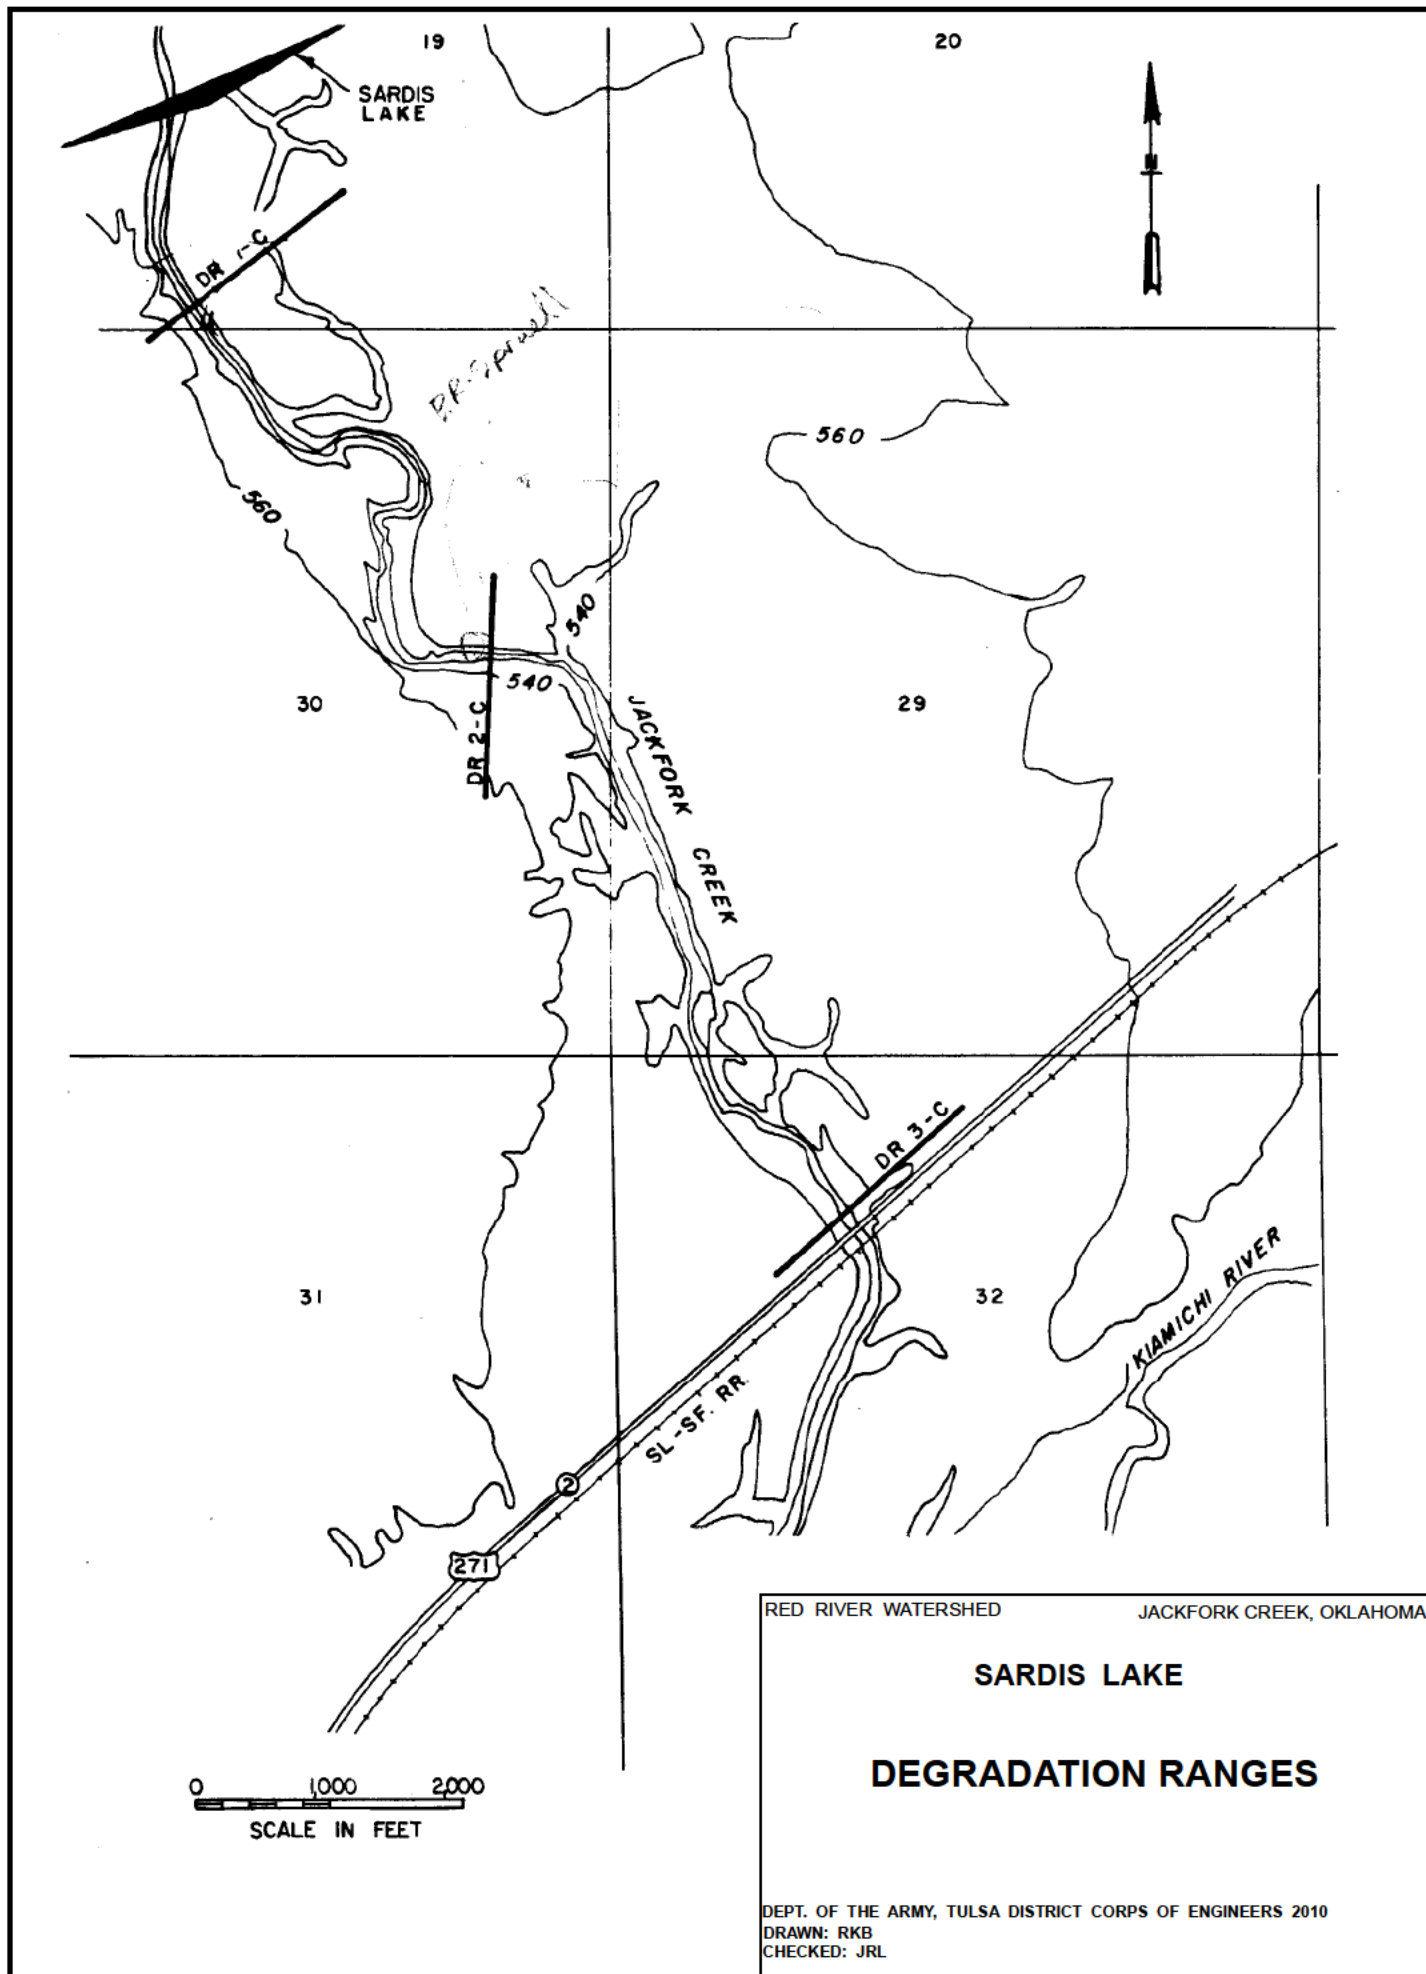 19
20
SARDIS
LAKE
N
DR 1-C
560
560
540
540
30
29
DR 2-C
JACKFORK CREEK
DR 3-C
31
32
KIAMICHI RIVER
SL-SF. RR.
2
271
0 1,000 2,000
SCALE IN FEET
RED RIVER WATERSHED JACKFORK CREEK, OKLAHOMA
SARDIS LAKE
DEGRADATION RANGES
DEPT. OF THE ARMY, TULSA DISTRICT CORPS OF ENGINEERS 2010
DRAWN: RKB
CHECKED: JRL